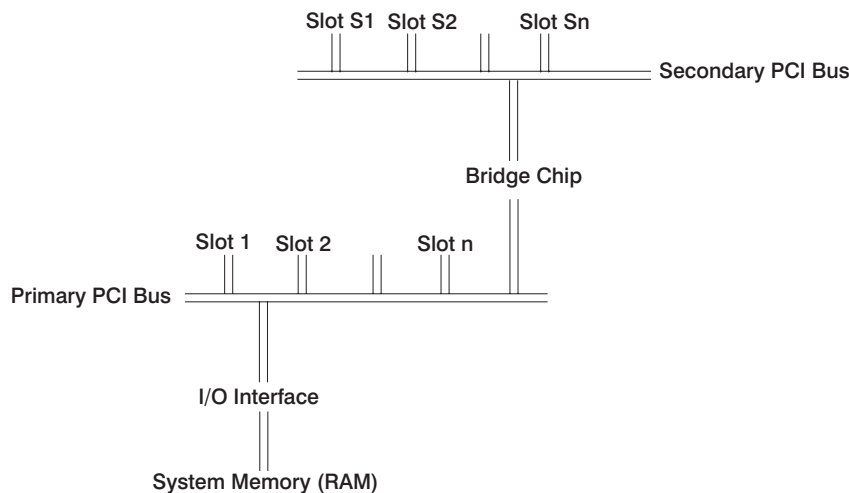 Slot S1 Slot S2 Slot Sn
Secondary PCI Bus
Bridge Chip
Slot 1 Slot 2 Slot n
Primary PCI Bus
I/O Interface
System Memory (RAM)